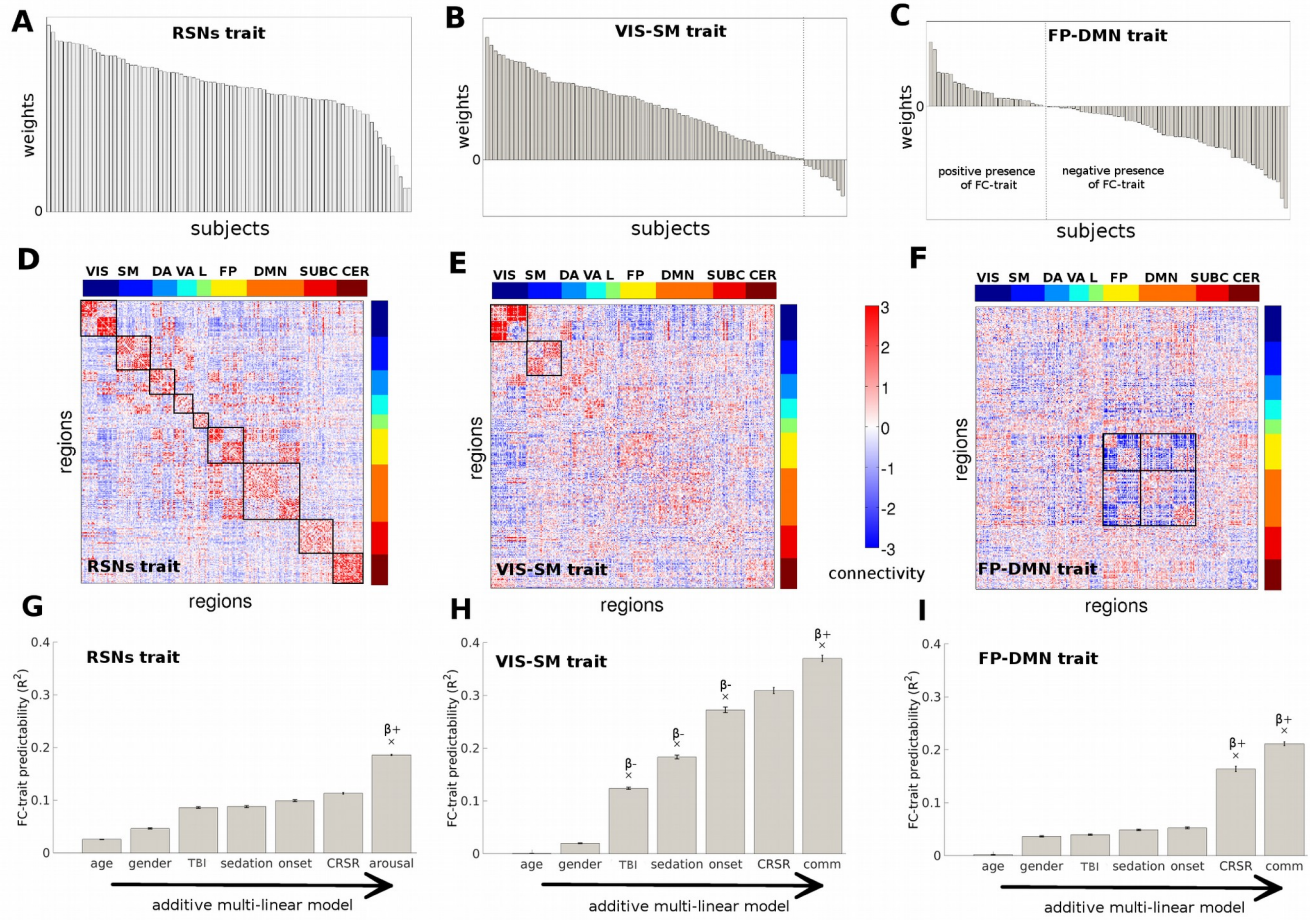 A
RSNs trait
weights
0
subjects
B
VIS-SM trait
weights
0
subjects
C
FP-DMN trait
weights
0
positive presence
of FC-trait
negative presence
of FC-trait
subjects
D
VIS SM DA VA L FP DMN SUBC CER
regions
RSNs trait
regions
E
VIS SM DA VA L FP DMN SUBC CER
regions
VIS-SM trait
regions
3
2
1
0
-1
-2
-3
connectivity
F
VIS SM DA VA L FP DMN SUBC CER
regions
FP-DMN trait
regions
G
RSNs trait
FC-trait predictability (R²)
0.4
0.3
0.2
0.1
0
β+
×
age gender TBI sedation onset CRSR arousal
additive multi-linear model
H
VIS-SM trait
FC-trait predictability (R²)
0.4
0.3
0.2
0.1
0
β-
×
β-
×
β-
×
β+
×
age gender TBI sedation onset CRSR comm
additive multi-linear model
I
FP-DMN trait
FC-trait predictability (R²)
0.4
0.3
0.2
0.1
0
β+
×
β+
×
age gender TBI sedation onset CRSR comm
additive multi-linear model